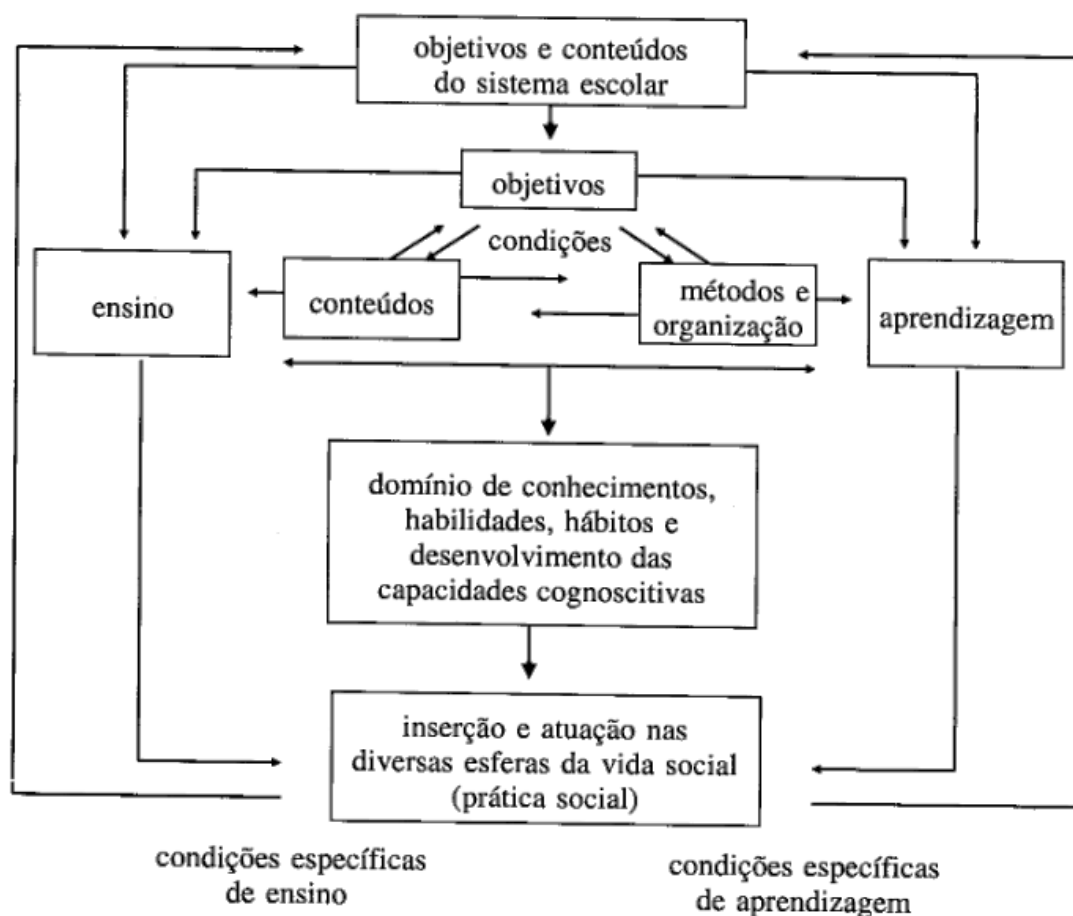 objetivos e conteúdos
do sistema escolar
objetivos
condições
ensino
conteúdos
métodos e
organização
aprendizagem
domínio de conhecimentos,
habilidades, hábitos e
desenvolvimento das
capacidades cognoscitivas
inserção e atuação nas
diversas esferas da vida social
(prática social)
condições específicas
de ensino
condições específicas
de aprendizagem